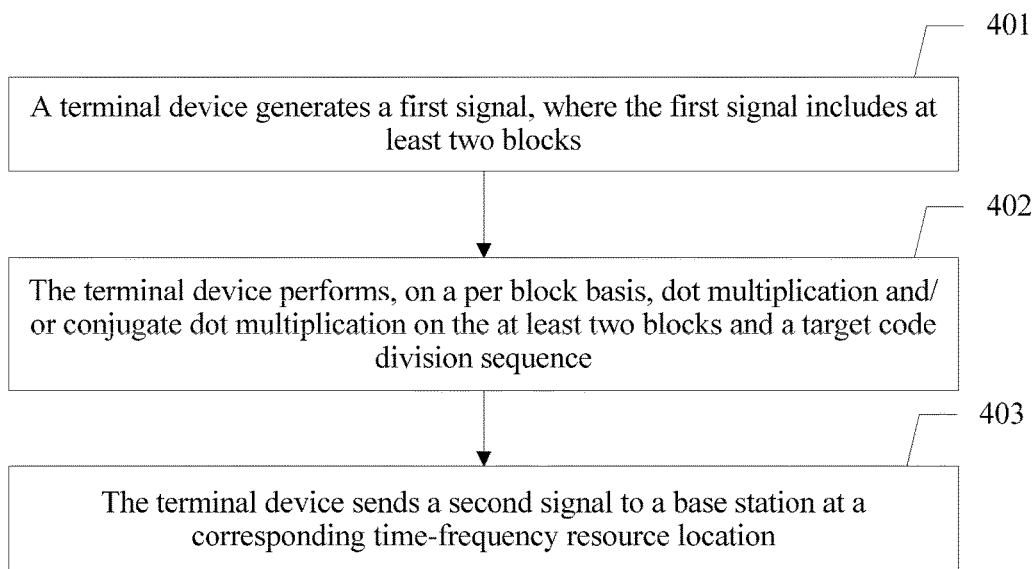 401
A terminal device generates a first signal, where the first signal includes at
least two blocks
402
The terminal device performs, on a per block basis, dot multiplication and/
or conjugate dot multiplication on the at least two blocks and a target code
division sequence
403
The terminal device sends a second signal to a base station at a
corresponding time-frequency resource location